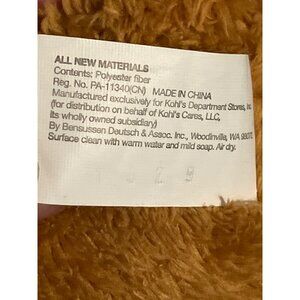 ALL NEW MATERIALS
Contents: Polyester fiber
Reg. No. PA-11340(CN) MADE IN CHINA
Manufactured exclusively for Kohl's Department Stores, Inc.
(for distribution on behalf of Kohl's Cares, LLC,
its wholly owned subsidiary)
By Bensussen Deutsch & Assoc. Inc., Woodinville, WA
Surface clean with warm water and mild soap. Air dry.